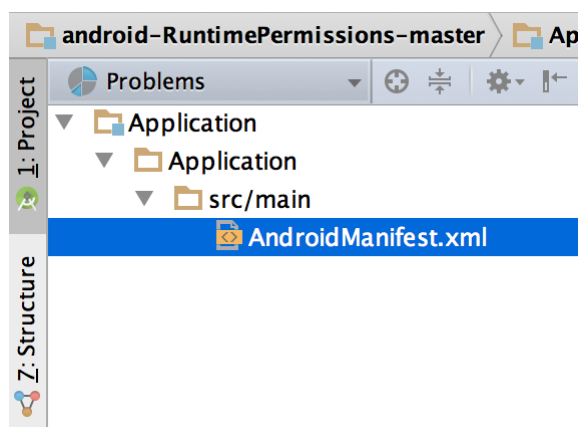 android-RuntimePermissions-master Ap
Problems
1: Project
Application
Application
src/main
AndroidManifest.xml
7: Structure